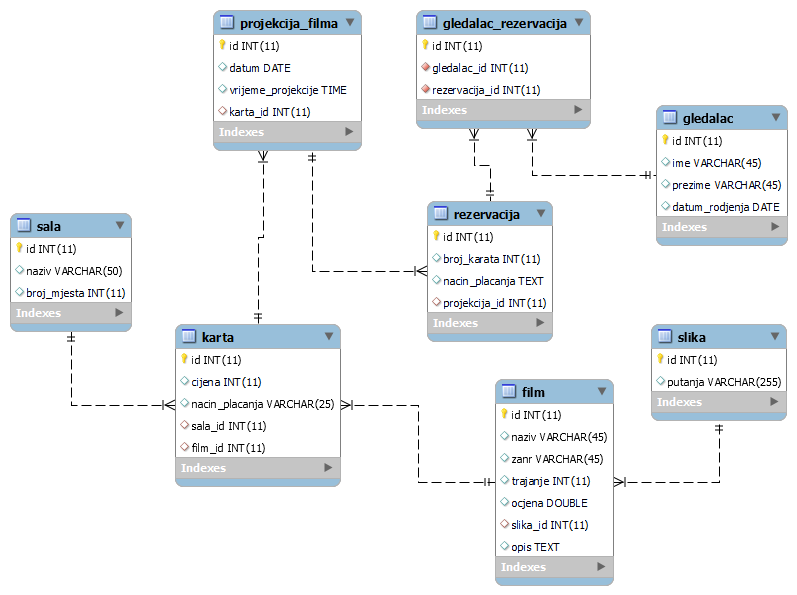 projekcija_filma
id INT(11)
datum DATE
vrijeme_projekcije TIME
karta_id INT(11)
Indexes
gledalac_rezervacija
id INT(11)
gledalac_id INT(11)
rezervacija_id INT(11)
Indexes
gledalac
id INT(11)
ime VARCHAR(45)
prezime VARCHAR(45)
datum_rodjenja DATE
Indexes
sala
id INT(11)
naziv VARCHAR(50)
broj_mjesta INT(11)
Indexes
rezervacija
id INT(11)
broj_karata INT(11)
nacin_placanja TEXT
projekcija_id INT(11)
Indexes
karta
id INT(11)
cijena INT(11)
nacin_placanja VARCHAR(25)
sala_id INT(11)
film_id INT(11)
Indexes
slika
id INT(11)
putanja VARCHAR(255)
Indexes
film
id INT(11)
naziv VARCHAR(45)
zanr VARCHAR(45)
trajanje INT(11)
ocjena DOUBLE
slika_id INT(11)
opis TEXT
Indexes